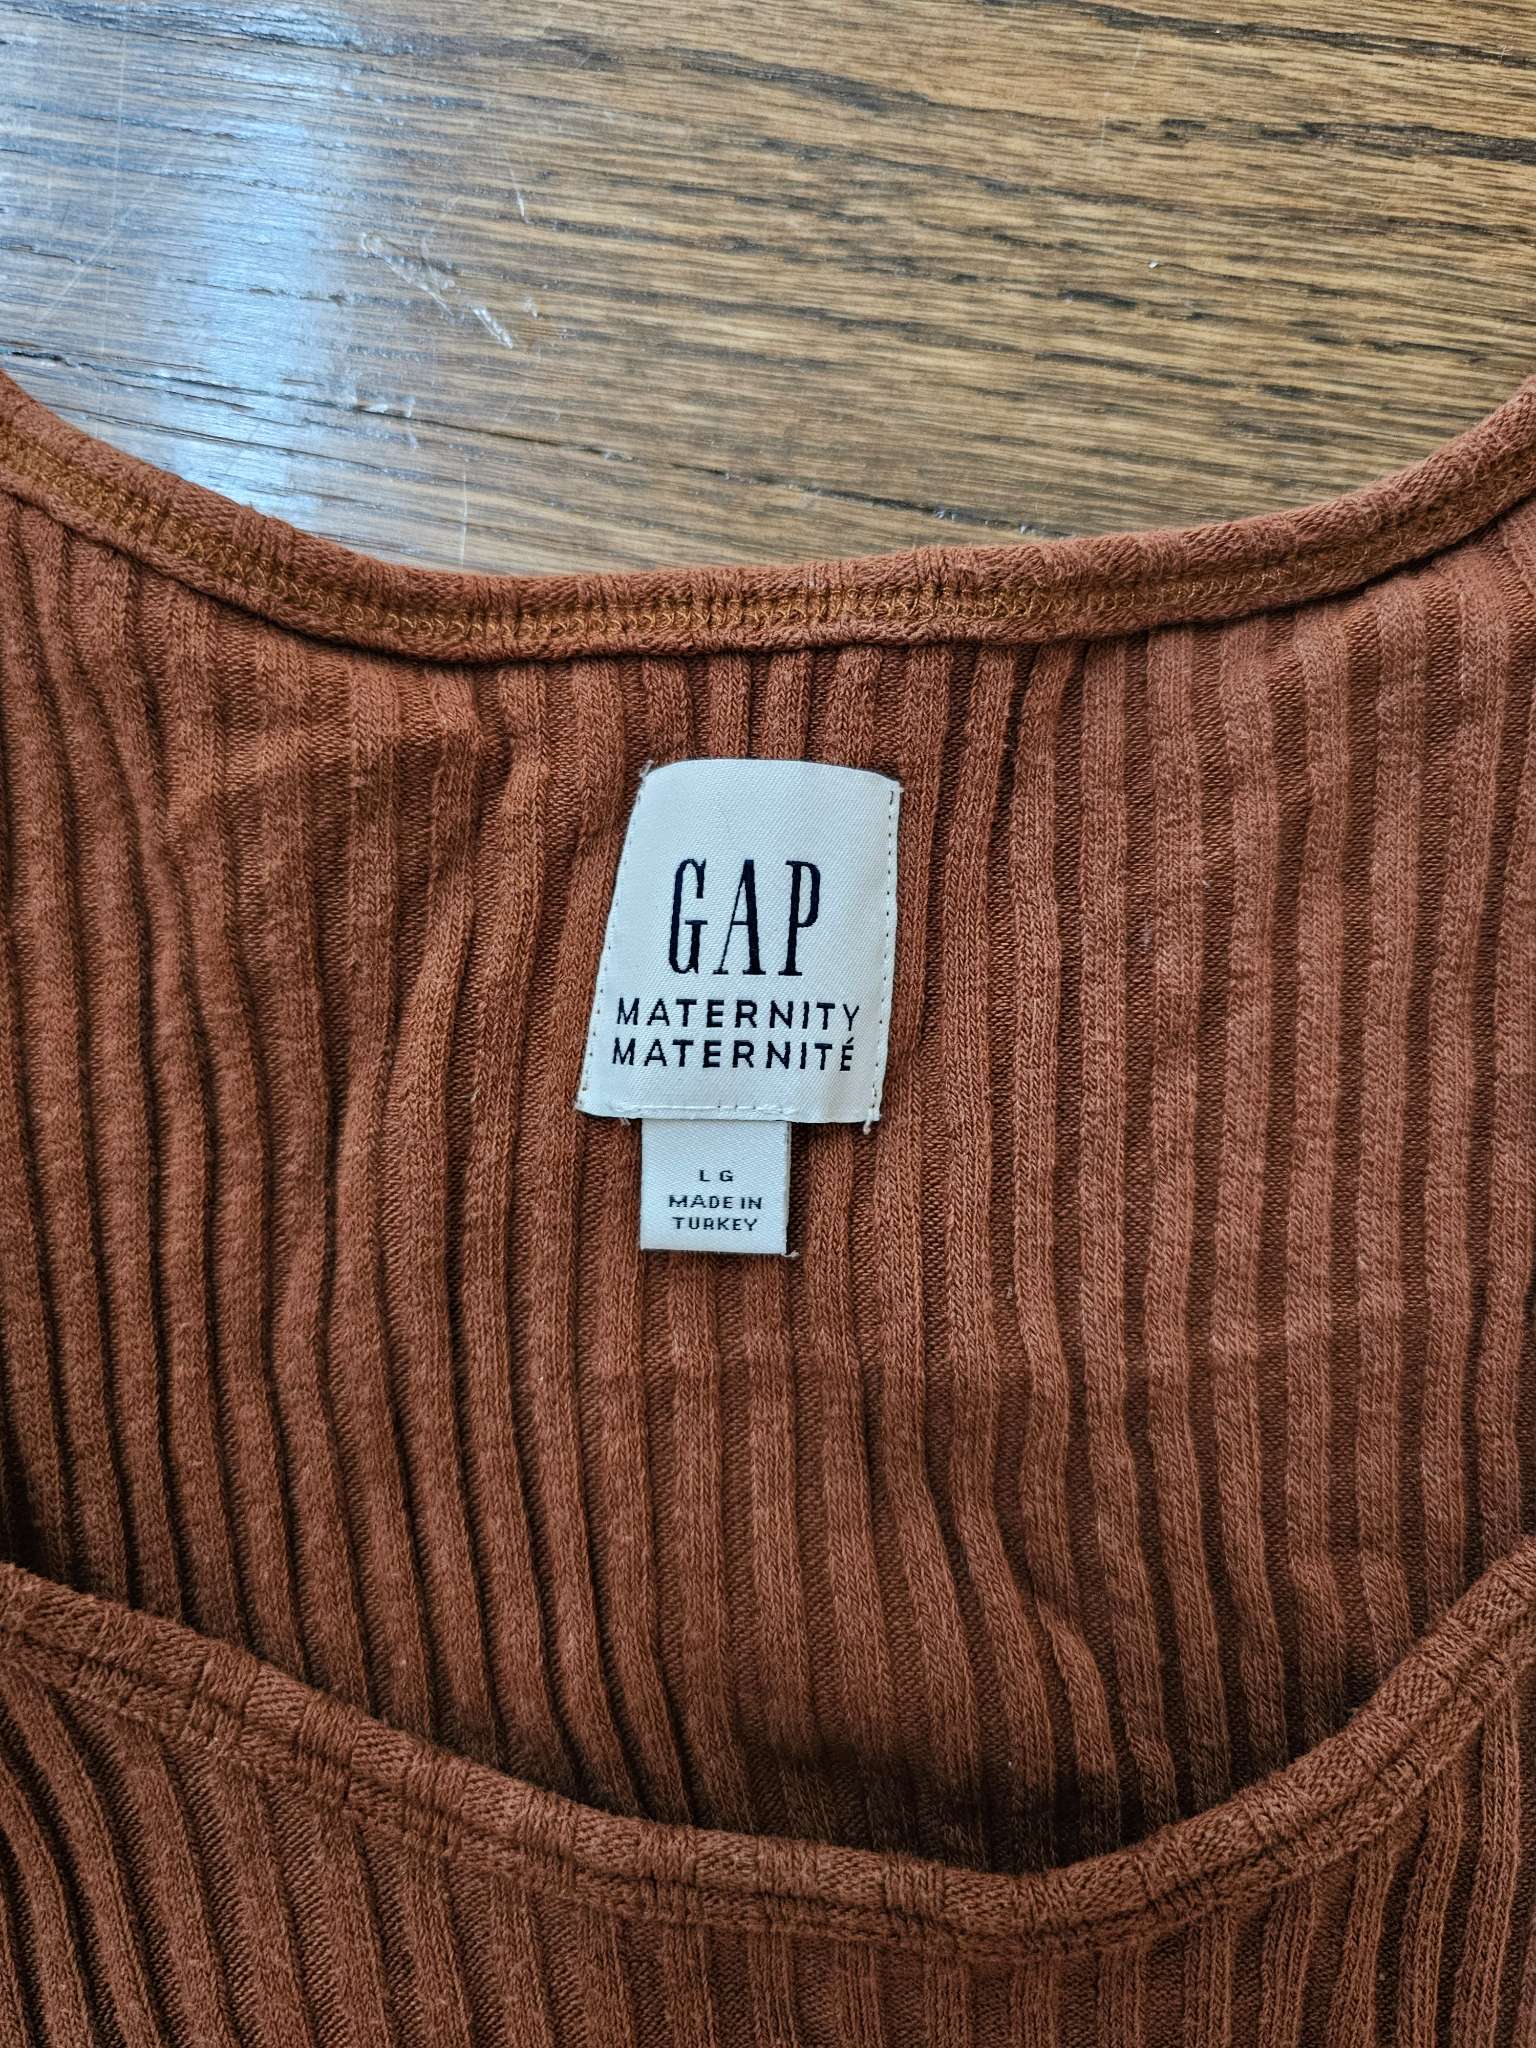 GAP
MATERNITY
MATERNITÉ
LG
MADE IN
TURKEY